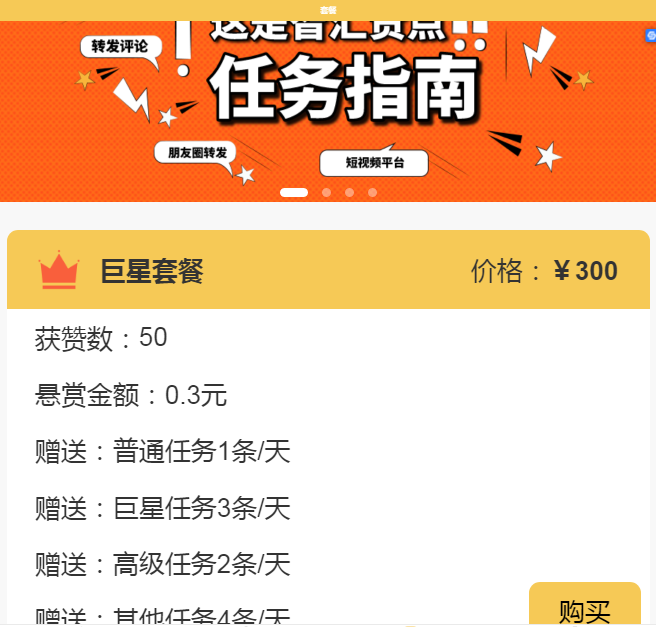 套餐
这是智汇赞点
任务指南
转发评论
朋友圈转发
短视频平台
巨星套餐
价格：￥300
获赞数：50
悬赏金额：0.3元
赠送：普通任务1条/天
赠送：巨星任务3条/天
赠送：高级任务2条/天
赠送：其他任务4条/天
购买